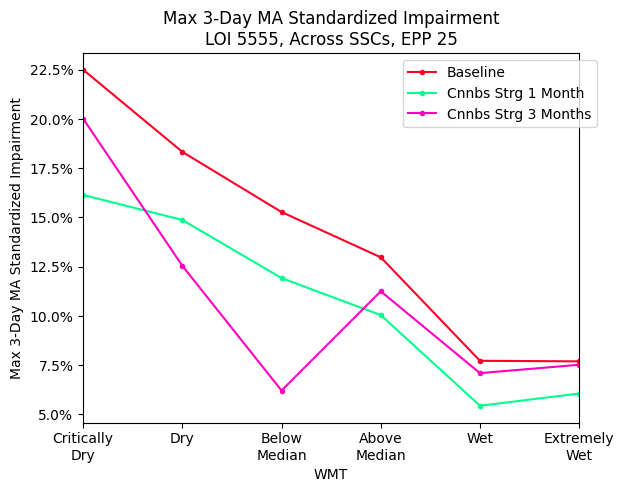 Max 3-Day MA Standardized Impairment
LOI 5555, Across SSCs, EPP 25
Baseline
Cnnbs Strg 1 Month
Cnnbs Strg 3 Months
Max 3-Day MA Standardized Impairment
22.5%
20.0%
17.5%
15.0%
12.5%
10.0%
7.5%
5.0%
Critically
Dry
Dry
Below
Median
Above
Median
Wet
Extremely
Wet
WMT